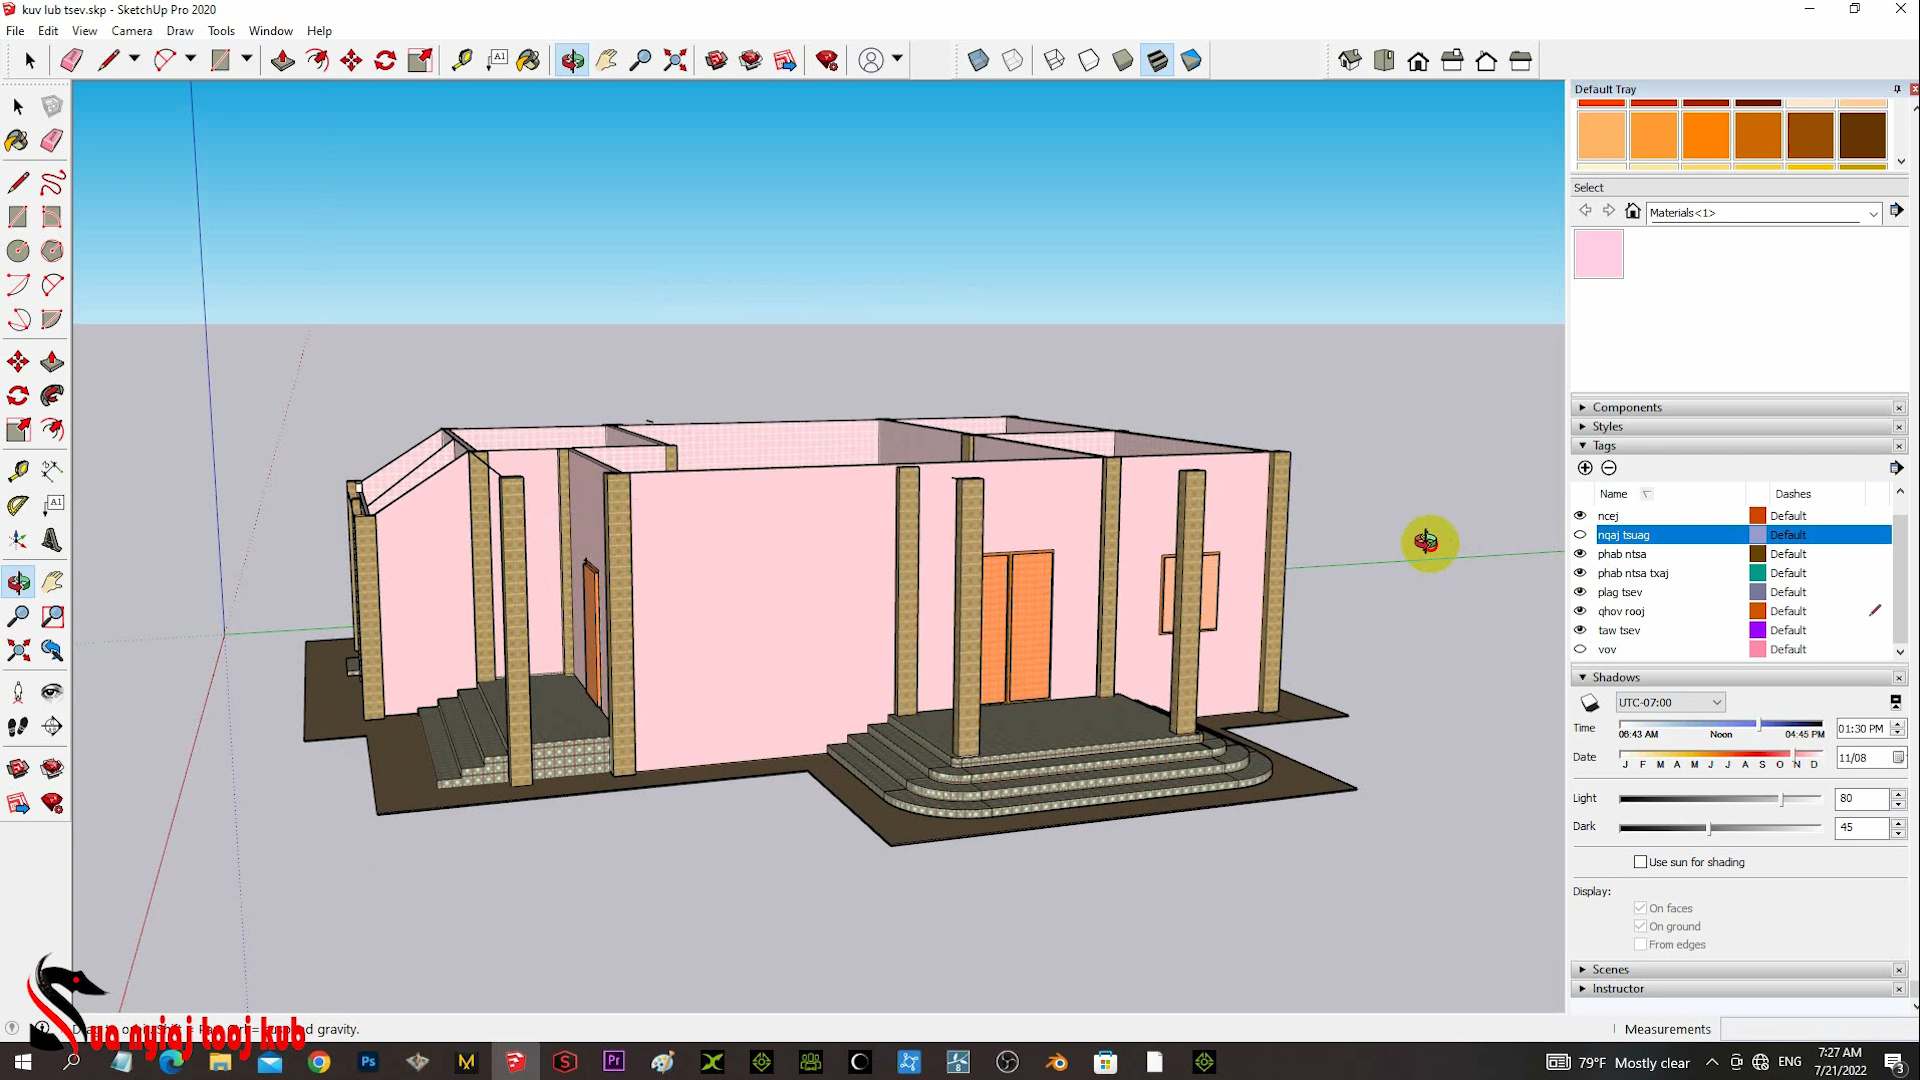 kuv lub tsev.skp - SketchUp Pro 2020
File Edit View Camera Draw Tools Window Help
Default Tray
Select
Materials<1>
Components
Styles
Tags
Name Dashes
ncej Default
nqaj tsuag Default
phab ntsa Default
phab ntsa txaj Default
plag tsev Default
qhov rooj Default
taw tsev Default
vov Default
Shadows
UTC-07:00
Time 06:43 AM Noon 04:45 PM 01:30 PM
Date J F M A M J J A S O N D 11/08
Light 80
Dark 45
Use sun for shading
Display:
On faces
On ground
From edges
Scenes
Instructor
gravity.
Measurements
ua nyiaj tooj kub
79°F Mostly clear ENG 7:27 AM
7/21/2022